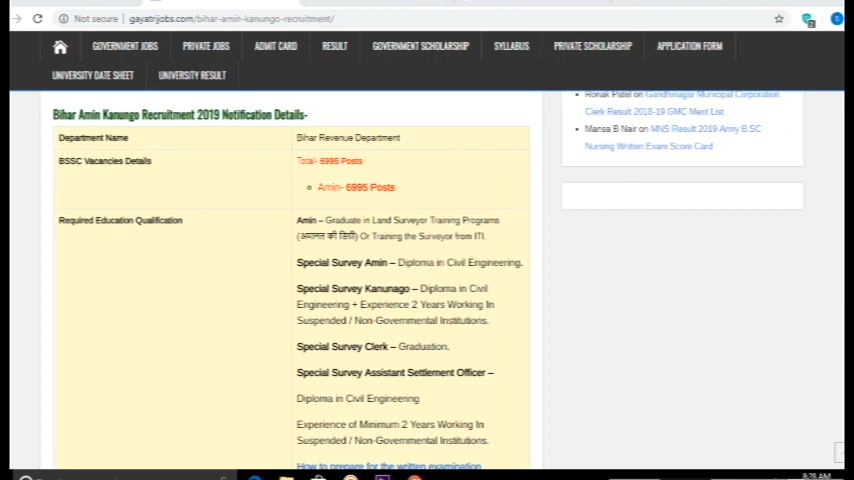 Not secure | gayatrijobs.com/bihar-amin-kanungo-recruitment/
GOVERNMENT JOBS PRIVATE JOBS ADMIT CARD RESULT GOVERNMENT SCHOLARSHIP SYLLABUS PRIVATE SCHOLARSHIP APPLICATION FORM
UNIVERSITY DATE SHEET UNIVERSITY RESULT
Bihar Amin Kanungo Recruitment 2019 Notification Details-
Department Name Bihar Revenue Department
BSSC Vacancies Details Total- 6995 Posts
Amin- 6995 Posts
Required Education Qualification Amin – Graduate in Land Surveyor Training Programs
(अमानत की डिग्री) Or Training the Surveyor from ITI.
Special Survey Amin – Diploma in Civil Engineering.
Special Survey Kanunago – Diploma in Civil
Engineering + Experience 2 Years Working In
Suspended / Non-Governmental Institutions.
Special Survey Clerk – Graduation.
Special Survey Assistant Settlement Officer –
Diploma in Civil Engineering
Experience of Minimum 2 Years Working In
Suspended / Non-Governmental Institutions.
How to prepare for the written examination
Ronak Patel on Gandhinagar Municipal Corporation
Clerk Result 2018-19 GMC Merit List
Mansa B Nair on MNS Result 2019 Army B.SC
Nursing Written Exam Score Card
8:25 AM